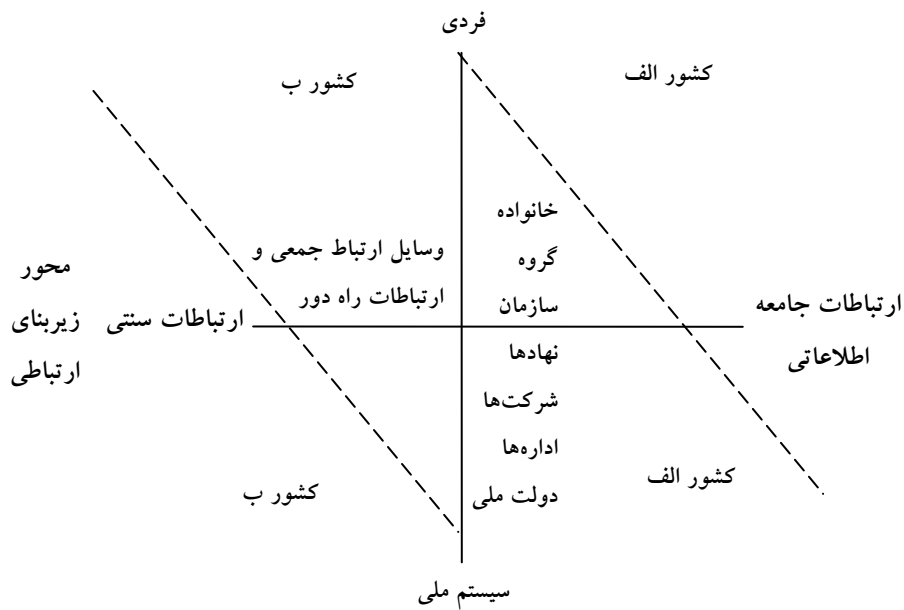 فردی
کشور الف
کشور ب
خانواده
گروه
سازمان
وسایل ارتباط جمعی و
ارتباطات راه دور
ارتباطات جامعه
اطلاعاتی
ارتباطات سنتی
محور
زیربنای
ارتباطی
نهادها
شرکت‌ها
اداره‌ها
دولت ملی
کشور الف
کشور ب
سیستم ملی